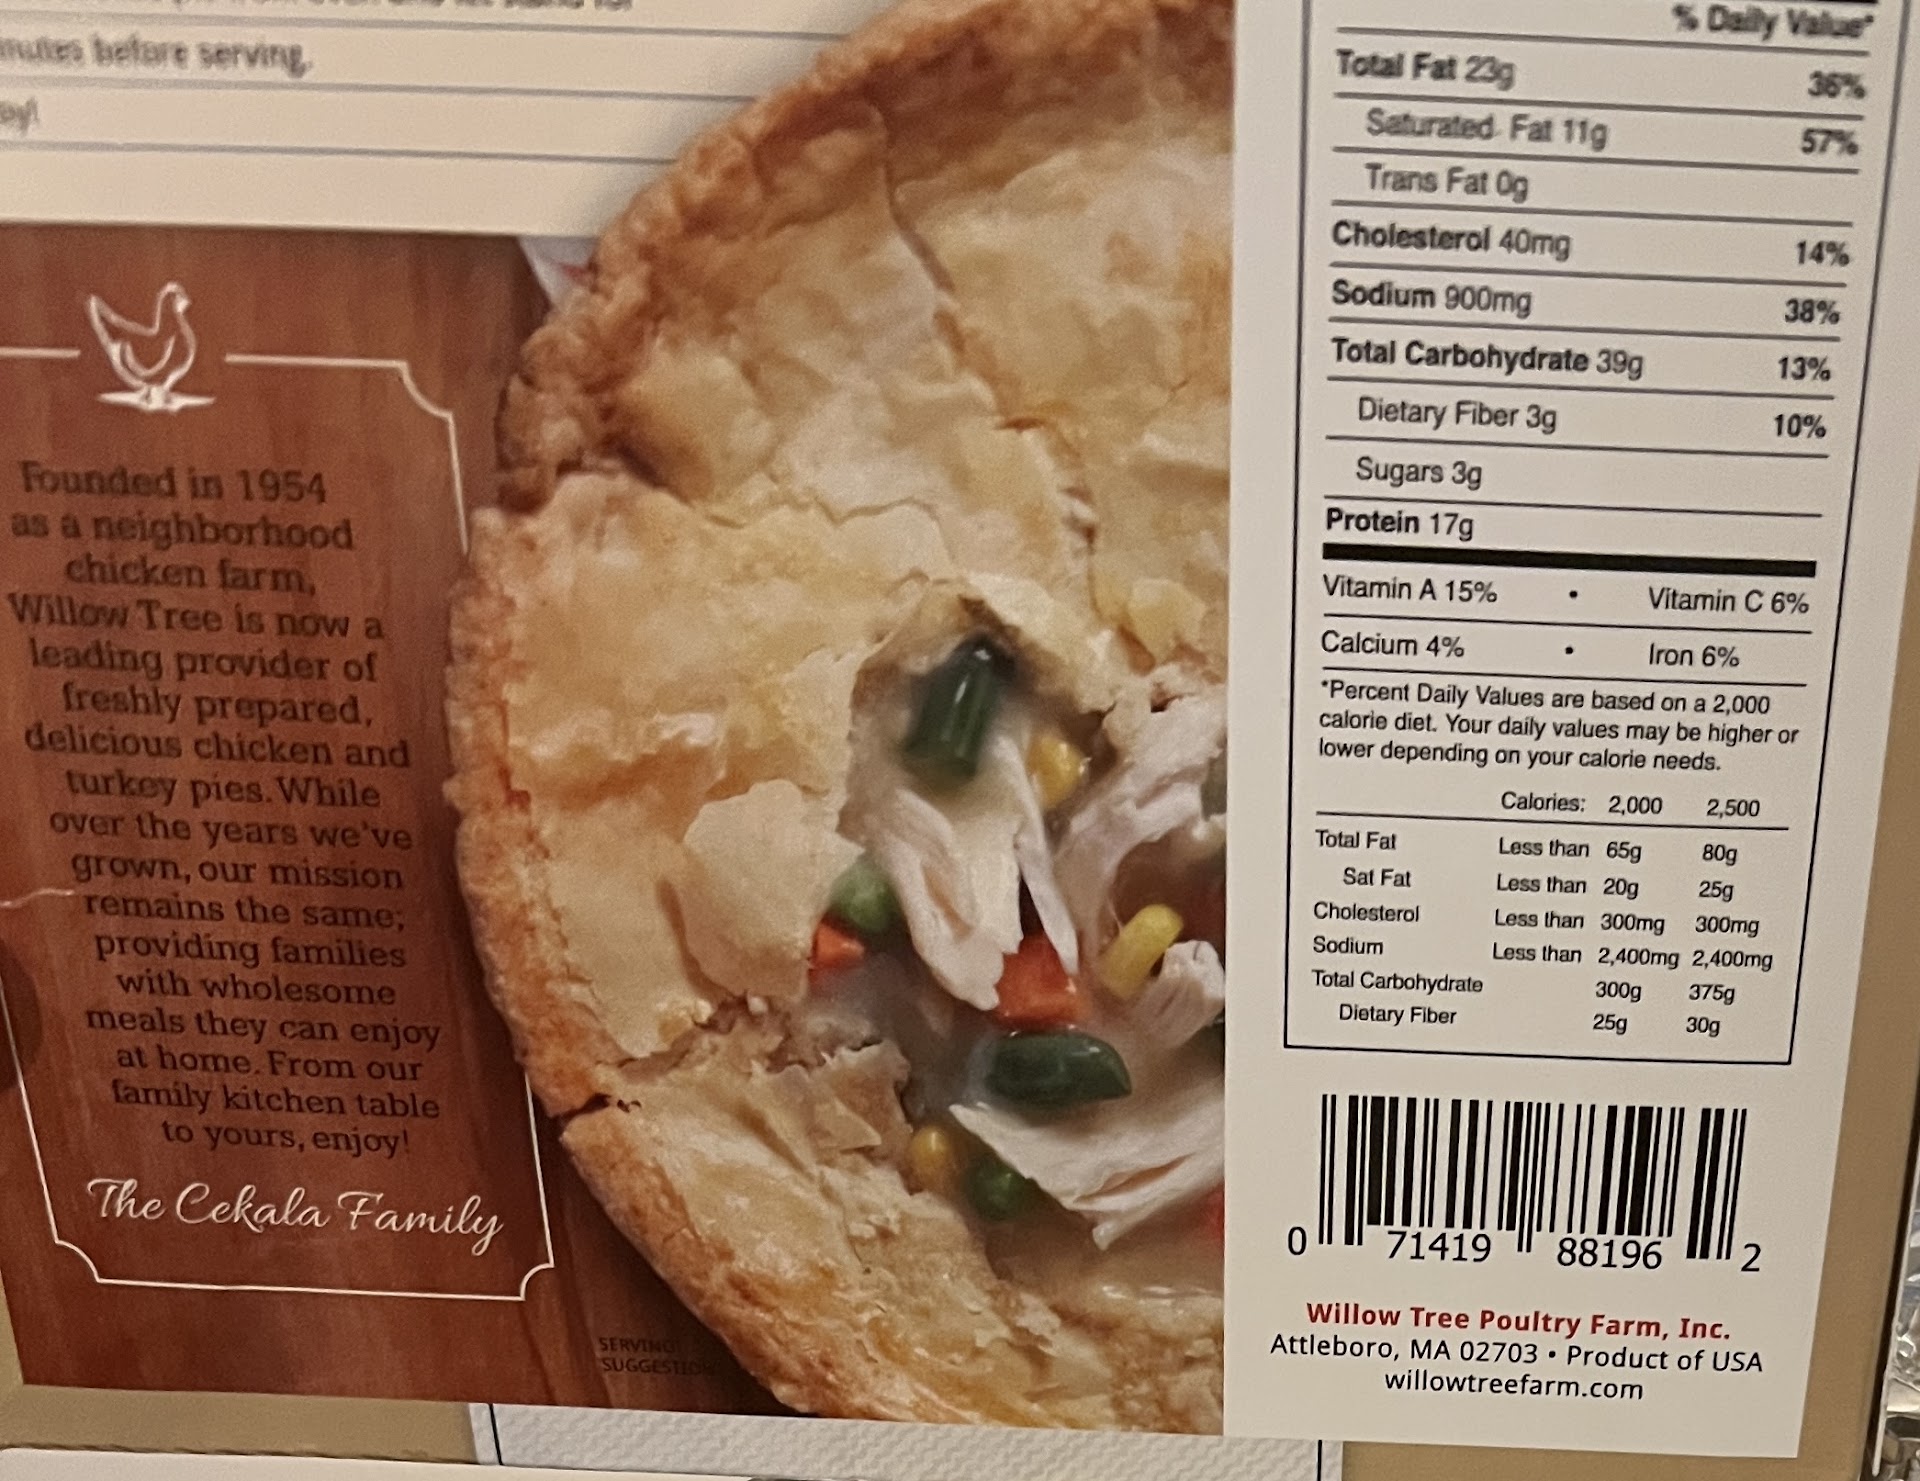 minutes before serving.
Founded in 1954
as a neighborhood
chicken farm,
Willow Tree is now a
leading provider of
freshly prepared,
delicious chicken and
turkey pies. While
over the years we've
grown, our mission
remains the same;
providing families
with wholesome
meals they can enjoy
at home. From our
family kitchen table
to yours, enjoy!
The Cekala Family
SERVING
SUGGESTION
% Daily Value*
Total Fat 23g 36%
Saturated Fat 11g 57%
Trans Fat 0g
Cholesterol 40mg 14%
Sodium 900mg 38%
Total Carbohydrate 39g 13%
Dietary Fiber 3g 10%
Sugars 3g
Protein 17g
Vitamin A 15% • Vitamin C 6%
Calcium 4% • Iron 6%
*Percent Daily Values are based on a 2,000
calorie diet. Your daily values may be higher or
lower depending on your calorie needs.
Calories: 2,000 2,500
Total Fat Less than 65g 80g
Sat Fat Less than 20g 25g
Cholesterol Less than 300mg 300mg
Sodium Less than 2,400mg 2,400mg
Total Carbohydrate 300g 375g
Dietary Fiber 25g 30g
0 71419 88196 2
Willow Tree Poultry Farm, Inc.
Attleboro, MA 02703 • Product of USA
willowtreefarm.com